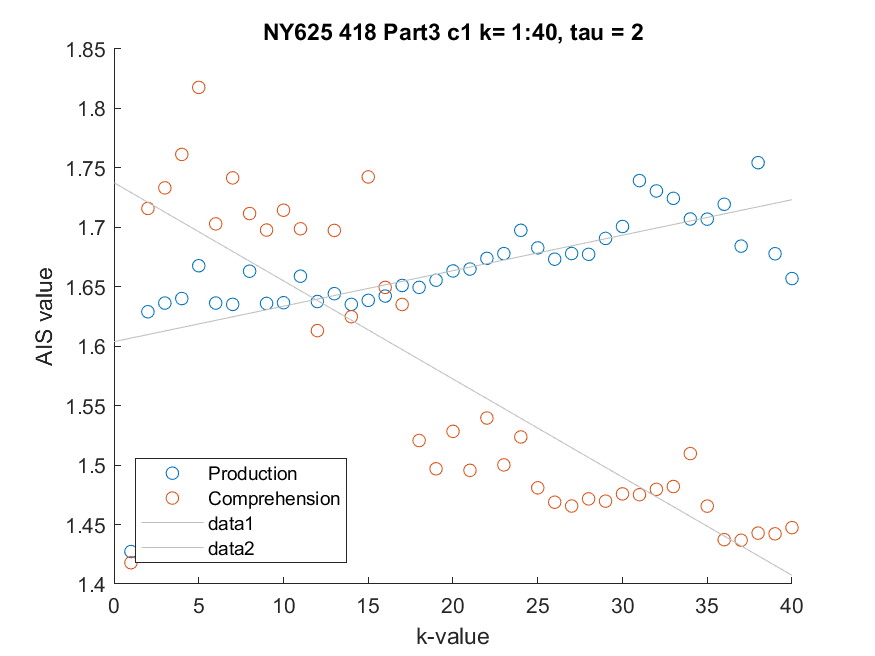 NY625 418 Part3 c1 k= 1:40, tau = 2
1.85
1.8
1.75
1.7
1.65
1.6
1.55
1.5
1.45
1.4
AIS value
Production
Comprehension
data1
data2
0 5 10 15 20 25 30 35 40
k-value